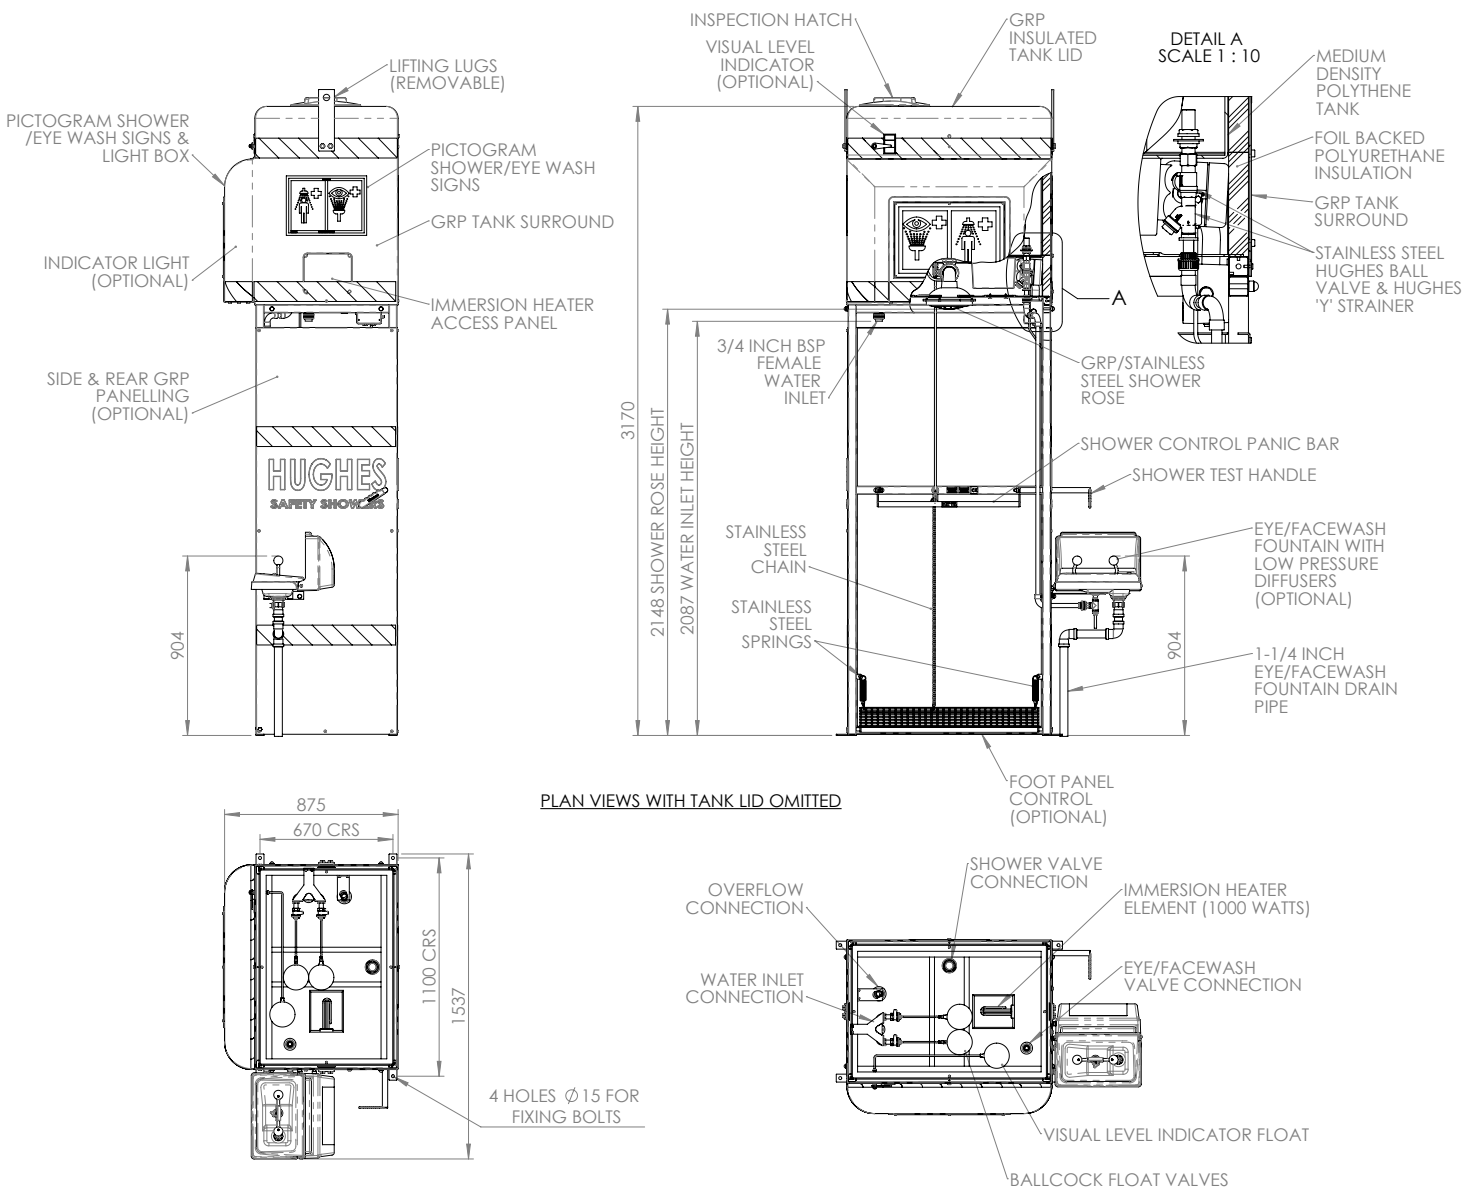 INSPECTION HATCH
VISUAL LEVEL
INDICATOR
(OPTIONAL)
GRP
INSULATED
TANK LID
DETAIL A
SCALE 1 : 10
MEDIUM
DENSITY
POLYTHENE
TANK
LIFTING LUGS
(REMOVABLE)
PICTOGRAM SHOWER
/EYE WASH SIGNS &
LIGHT BOX
PICTOGRAM
SHOWER/EYE WASH
SIGNS
FOIL BACKED
POLYURETHANE
INSULATION
GRP TANK SURROUND
GRP TANK
SURROUND
INDICATOR LIGHT
(OPTIONAL)
STAINLESS STEEL
HUGHES BALL
VALVE & HUGHES
'Y' STRAINER
IMMERSION HEATER
ACCESS PANEL
A
3/4 INCH BSP
FEMALE
WATER
INLET
GRP/STAINLESS
STEEL SHOWER
ROSE
SIDE & REAR GRP
PANELLING
(OPTIONAL)
3170
2148 SHOWER ROSE HEIGHT
2087 WATER INLET HEIGHT
SHOWER CONTROL PANIC BAR
SHOWER TEST HANDLE
HUGHES
SAFETY SHOWERS
STAINLESS
STEEL
CHAIN
EYE/FACEWASH
FOUNTAIN WITH
LOW PRESSURE
DIFFUSERS
(OPTIONAL)
STAINLESS
STEEL
SPRINGS
904
904
1-1/4 INCH
EYE/FACEWASH
FOUNTAIN DRAIN
PIPE
FOOT PANEL
CONTROL
(OPTIONAL)
PLAN VIEWS WITH TANK LID OMITTED
875
670 CRS
1100 CRS
1537
4 HOLES Ø 15 FOR
FIXING BOLTS
OVERFLOW
CONNECTION
SHOWER VALVE
CONNECTION
IMMERSION HEATER
ELEMENT (1000 WATTS)
WATER INLET
CONNECTION
EYE/FACEWASH
VALVE CONNECTION
VISUAL LEVEL INDICATOR FLOAT
BALLCOCK FLOAT VALVES